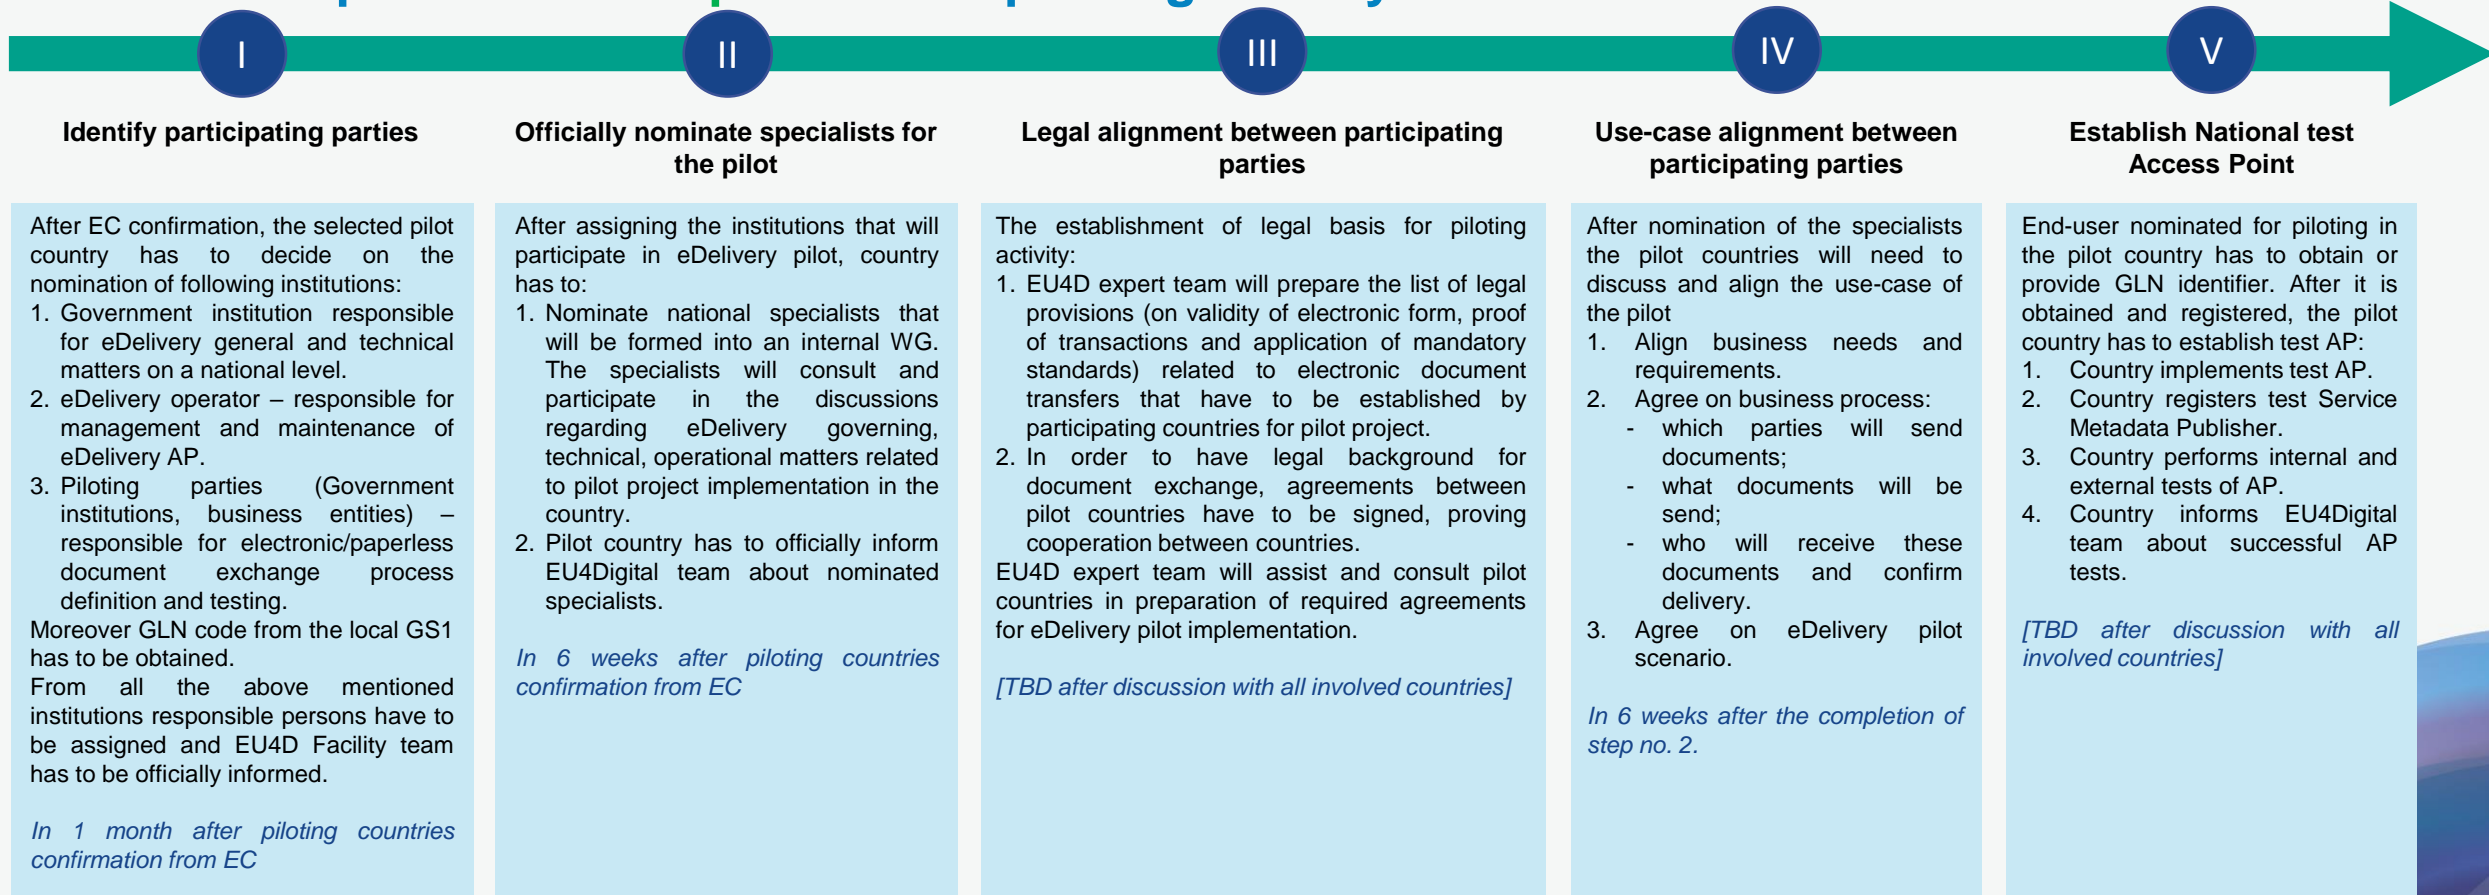 I
II
III
IV
V
Identify participating parties
Officially nominate specialists for
the pilot
Legal alignment between participating
parties
Use-case alignment between
participating parties
Establish National test
Access Point
After EC confirmation, the selected pilot
country has to decide on the
nomination of following institutions:
1. Government institution responsible
for eDelivery general and technical
matters on a national level.
2. eDelivery operator – responsible for
management and maintenance of
eDelivery AP.
3. Piloting parties (Government
institutions, business entities) –
responsible for electronic/paperless
document exchange process
definition and testing.
Moreover GLN code from the local GS1
has to be obtained.
From all the above mentioned
institutions responsible persons have to
be assigned and EU4D Facility team
has to be officially informed.
In 1 month after piloting countries
confirmation from EC
After assigning the institutions that will
participate in eDelivery pilot, country
has to:
1. Nominate national specialists that
will be formed into an internal WG.
The specialists will consult and
participate in the discussions
regarding eDelivery governing,
technical, operational matters related
to pilot project implementation in the
country.
2. Pilot country has to officially inform
EU4Digital team about nominated
specialists.
In 6 weeks after piloting countries
confirmation from EC
The establishment of legal basis for piloting
activity:
1. EU4D expert team will prepare the list of legal
provisions (on validity of electronic form, proof
of transactions and application of mandatory
standards) related to electronic document
transfers that have to be established by
participating countries for pilot project.
2. In order to have legal background for
document exchange, agreements between
pilot countries have to be signed, proving
cooperation between countries.
EU4D expert team will assist and consult pilot
countries in preparation of required agreements
for eDelivery pilot implementation.
[TBD after discussion with all involved countries]
After nomination of the specialists
the pilot countries will need to
discuss and align the use-case of
the pilot
1. Align business needs and
requirements.
2. Agree on business process:
- which parties will send
documents;
- what documents will be
send;
- who will receive these
documents and confirm
delivery.
3. Agree on eDelivery pilot
scenario.
In 6 weeks after the completion of
step no. 2.
End-user nominated for piloting in
the pilot country has to obtain or
provide GLN identifier. After it is
obtained and registered, the pilot
country has to establish test AP:
1. Country implements test AP.
2. Country registers test Service
Metadata Publisher.
3. Country performs internal and
external tests of AP.
4. Country informs EU4Digital
team about successful AP
tests.
[TBD after discussion with all
involved countries]